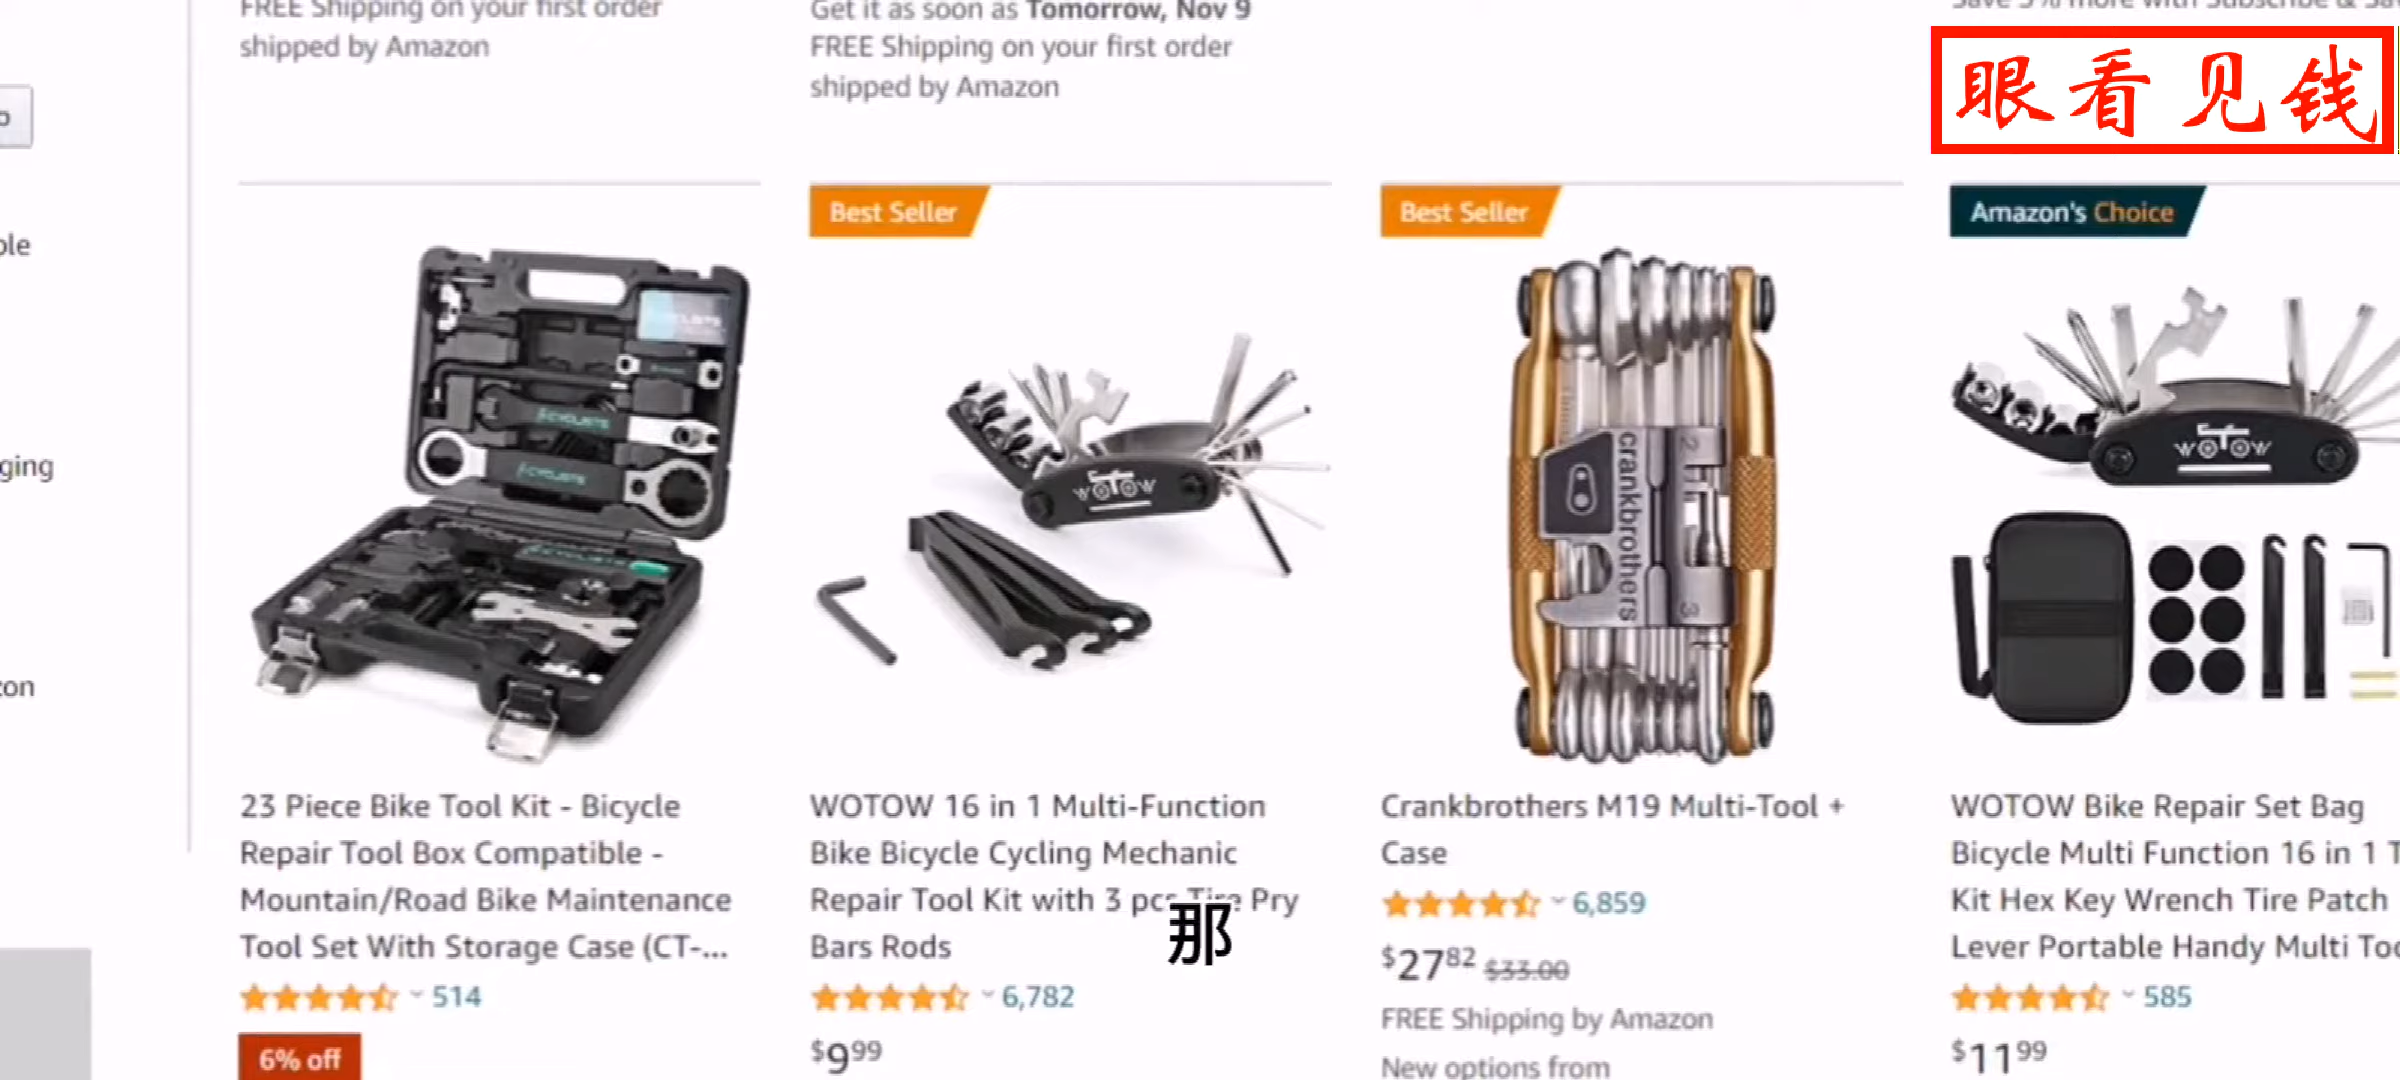 FREE Shipping on your first order
shipped by Amazon
Get it as soon as Tomorrow, Nov 9
FREE Shipping on your first order
shipped by Amazon
眼看见钱
ging
Best Seller
Best Seller
Amazon's Choice
WOTOW
crankbrothers
2
3
WOTOW
23 Piece Bike Tool Kit - Bicycle
Repair Tool Box Compatible -
Mountain/Road Bike Maintenance
Tool Set With Storage Case (CT-...
514
6% off
WOTOW 16 in 1 Multi-Function
Bike Bicycle Cycling Mechanic
Repair Tool Kit with 3 pcs Tire Pry
Bars Rods
6,782
$9.99
那
Crankbrothers M19 Multi-Tool +
Case
6,859
$27.82 $33.00
FREE Shipping by Amazon
New options from
WOTOW Bike Repair Set Bag
Bicycle Multi Function 16 in 1 T
Kit Hex Key Wrench Tire Patch
Lever Portable Handy Multi Too
585
$11.99